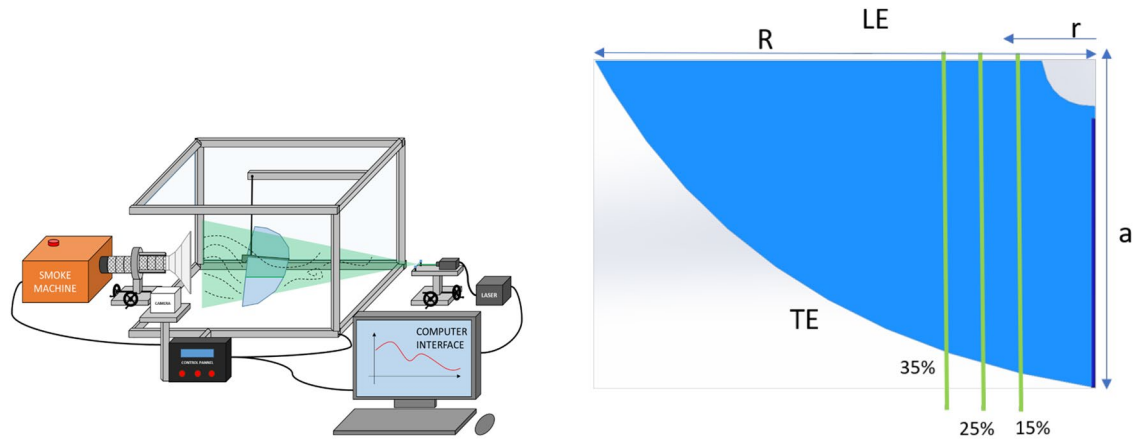 SMOKE
MACHINE
CAMERA
LASER
CONTROL PANNEL
COMPUTER
INTERFACE
LE
R
r
a
TE
35%
25%
15%